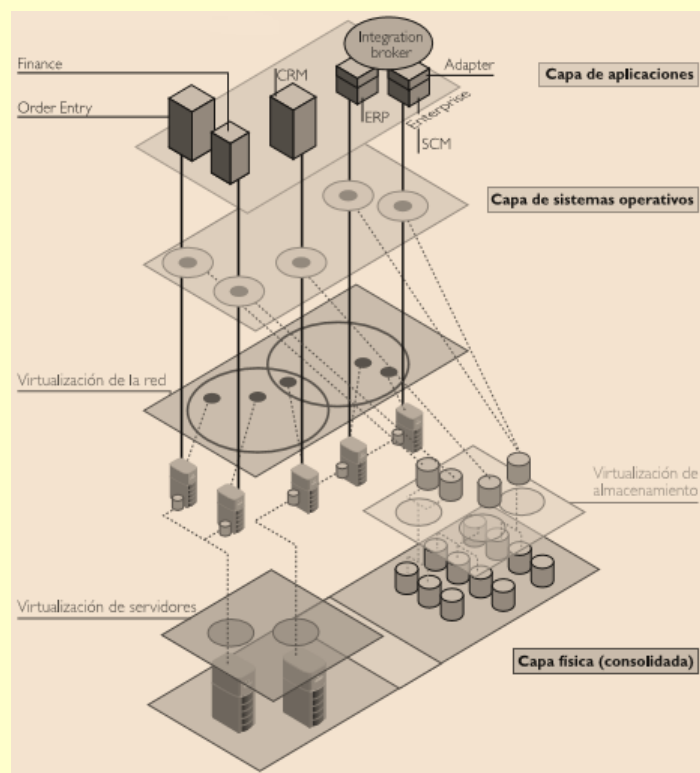 Integration
broker
Finance
Adapter
Capa de aplicaciones
CRM
Order Entry
ERP
Enterprise
SCM
Capa de sistemas operativos
Virtualización de la red
Virtualización de
almacenamiento
Virtualización de servidores
Capa física (consolidada)